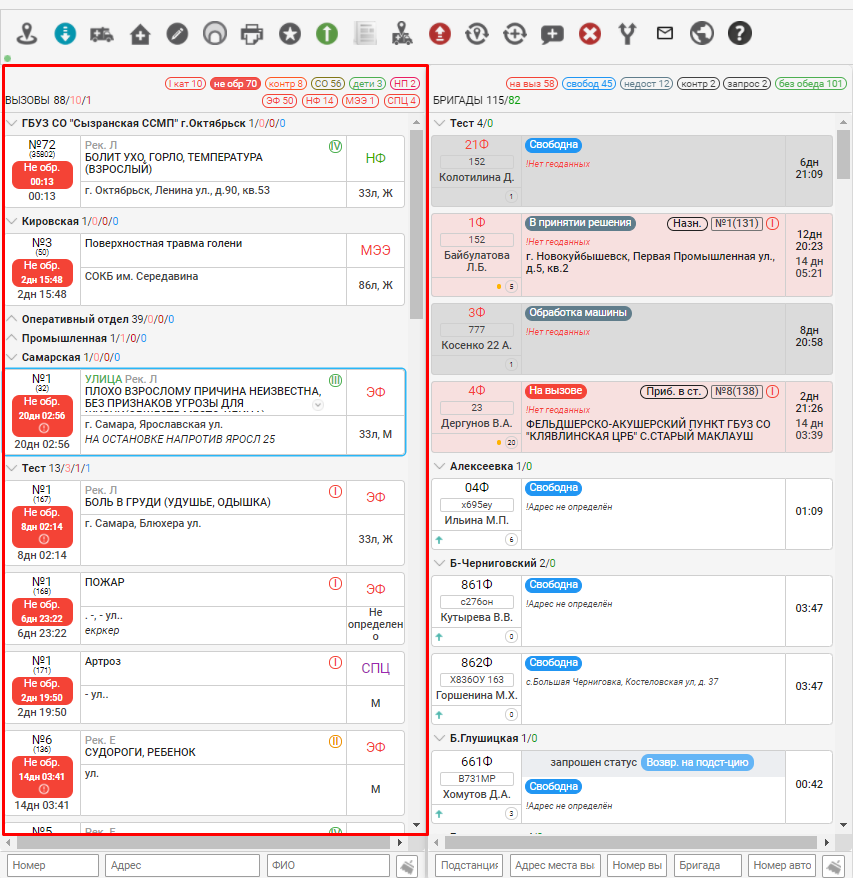 I кат 10 не обр 70 контр 8 СО 56 дети 3 НП 2
ВЫЗОВЫ 88/10/1
ЭФ 50 НФ 14 МЭЭ 1 СПЦ 4
ГБУЗ СО "Сызранская ССМП" г.Октябрьск 1/0/0/0
№72
(35802)
Не обр.
00:13
00:13
Рек. Л
IV
БОЛИТ УХО, ГОРЛО, ТЕМПЕРАТУРА
(ВЗРОСЛЫЙ)
НФ
г. Октябрьск, Ленина ул., д.90, кв.53
33л, Ж
Кировская 1/0/0/0
№3
(50)
Не обр.
2дн 15:48
2дн 15:48
Поверхностная травма голени
МЭЭ
СОКБ им. Середавина
86л, Ж
Оперативный отдел 39/0/0/0
Промышленная 1/1/0/0
Самарская 1/0/0/0
№1
(32)
Не обр.
20дн 02:56
20дн 02:56
УЛИЦА Рек. Л
III
ПЛОХО ВЗРОСЛОМУ ПРИЧИНА НЕИЗВЕСТНА,
БЕЗ ПРИЗНАКОВ УГРОЗЫ ДЛЯ
ЭФ
г. Самара, Ярославская ул.
НА ОСТАНОВКЕ НАПРОТИВ ЯРОСЛ 25
33л, М
Тест 13/3/1/1
№1
(167)
Не обр.
8дн 02:14
8дн 02:14
Рек. Л
I
БОЛЬ В ГРУДИ (УДУШЬЕ, ОДЫШКА)
ЭФ
г. Самара, Блюхера ул.
33л, Ж
№1
(168)
Не обр.
6дн 23:22
6дн 23:22
ПОЖАР
I
ЭФ
. -, - ул..
екркер
Не
определен
о
№1
(171)
Не обр.
2дн 19:50
2дн 19:50
Артроз
I
СПЦ
- ул..
М
№6
(136)
Не обр.
14дн 03:41
14дн 03:41
Рек. Е
II
СУДОРОГИ, РЕБЕНОК
ЭФ
ул.
М
№5
Рек. Е
IV
Номер Адрес ФИО
на выз 58 свобод 45 недост 12 контр 2 запрос 2 без обеда 101
БРИГАДЫ 115/82
Тест 4/0
21Ф
152
Колотилина Д.
1
Свободна
!Нет геоданных
6дн
21:09
1Ф
152
Байбулатова
Л.Б.
5
В принятии решения Назн. №1(131) I
!Нет геоданных
г. Новокуйбышевск, Первая Промышленная ул.,
д.5, кв.2
12дн
20:23
14 дн
05:21
3Ф
777
Косенко 22 А.
1
Обработка машины
!Нет геоданных
8дн
20:58
4Ф
23
Дергунов В.А.
20
На вызове Приб. в ст. №8(138) I
!Нет геоданных
ФЕЛЬДШЕРСКО-АКУШЕРСКИЙ ПУНКТ ГБУЗ СО
"КЛЯВЛИНСКАЯ ЦРБ" С.СТАРЫЙ МАКЛАУШ
2дн
21:26
14 дн
03:39
Алексеевка 1/0
04Ф
х695еу
Ильина М.П.
6
Свободна
!Адрес не определён
01:09
Б-Черниговский 2/0
861Ф
с276он
Кутырева В.В.
0
Свободна
!Адрес не определён
03:47
862Ф
Х836ОУ 163
Горшенина М.Х.
0
Свободна
с.Большая Черниговка, Костеловская ул, д. 37
03:47
Б.Глушицкая 1/0
661Ф
В731МР
Хомутов Д.А.
3
запрошен статус Возвр. на подст-цию
Свободна
!Адрес не определён
00:42
Подстанция Адрес места вы Номер вы Бригада Номер авто